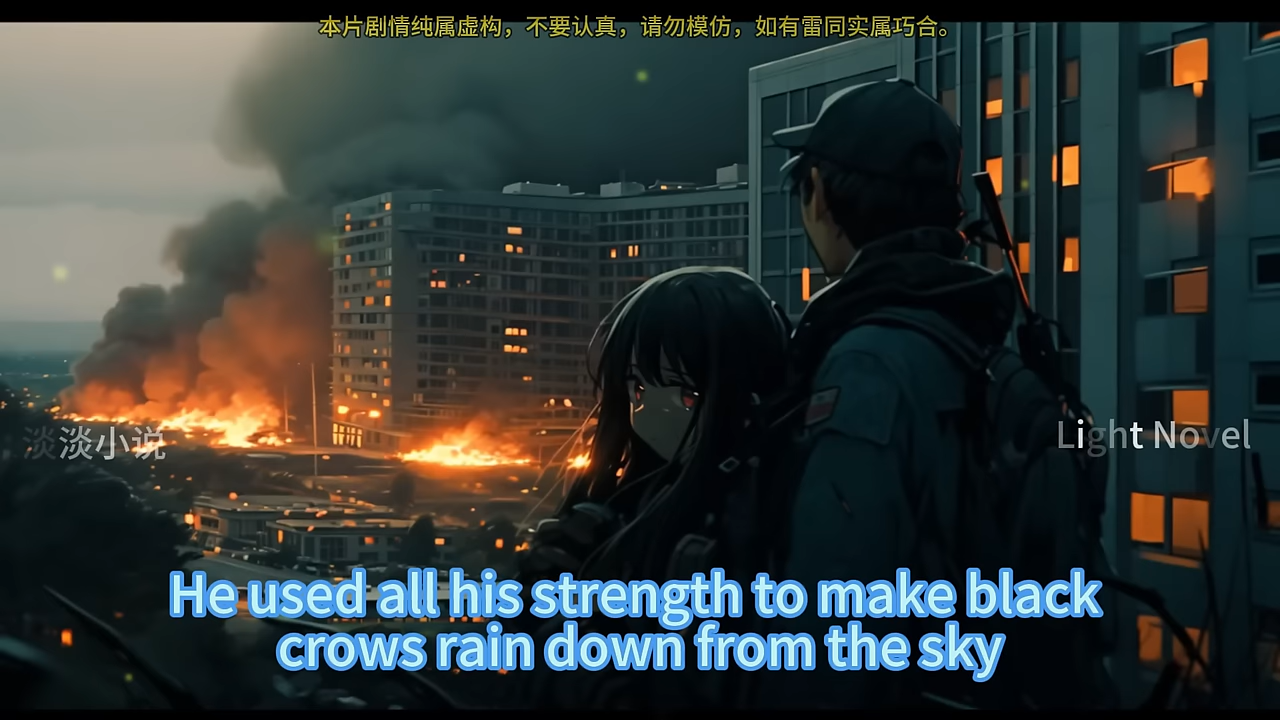 本片剧情纯属虚构，不要认真，请勿模仿，如有雷同实属巧合。
淡淡小说
Light Novel
He used all his strength to make black
crows rain down from the sky